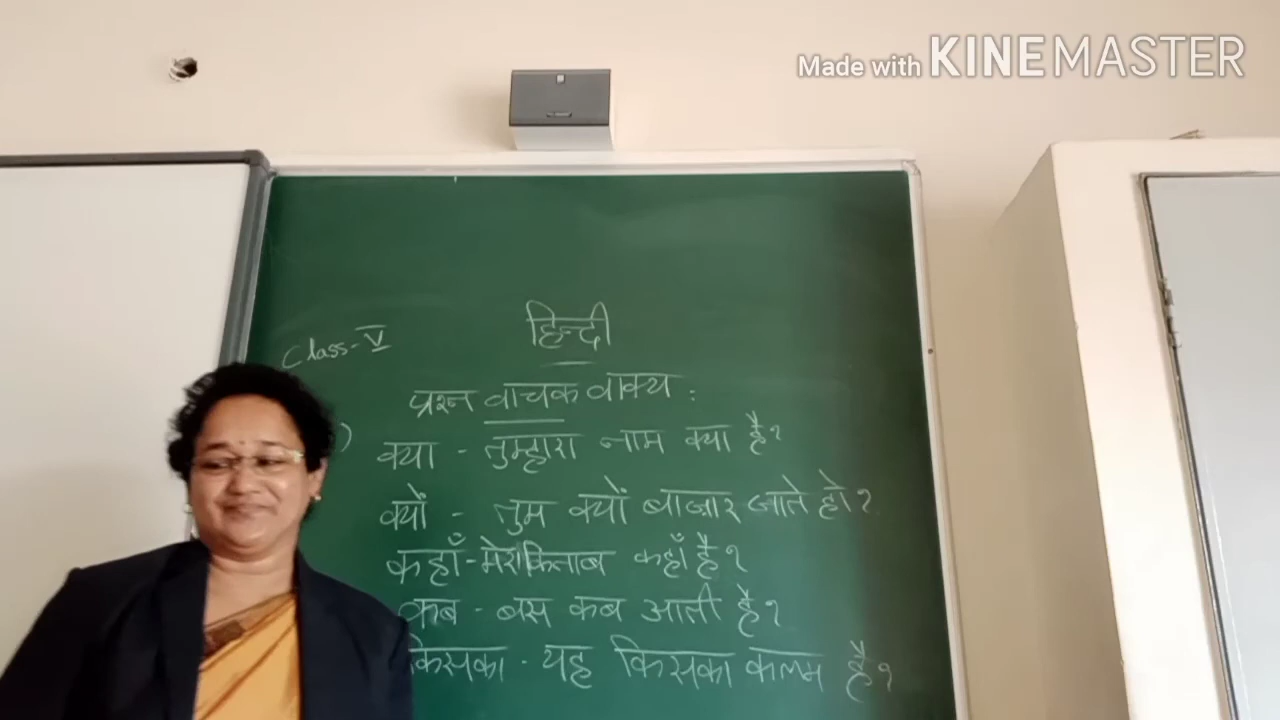 Made with KINEMASTER
Class-V
हिन्दी
प्रश्न वाचक वाक्य :
क्या - तुम्हारा नाम क्या है?
क्यों - तुम क्यों बाजार जाते हो?
कहाँ - मेरा किताब कहाँ है?
कब - बस कब आती है?
किसका - यह किसका कलम है?